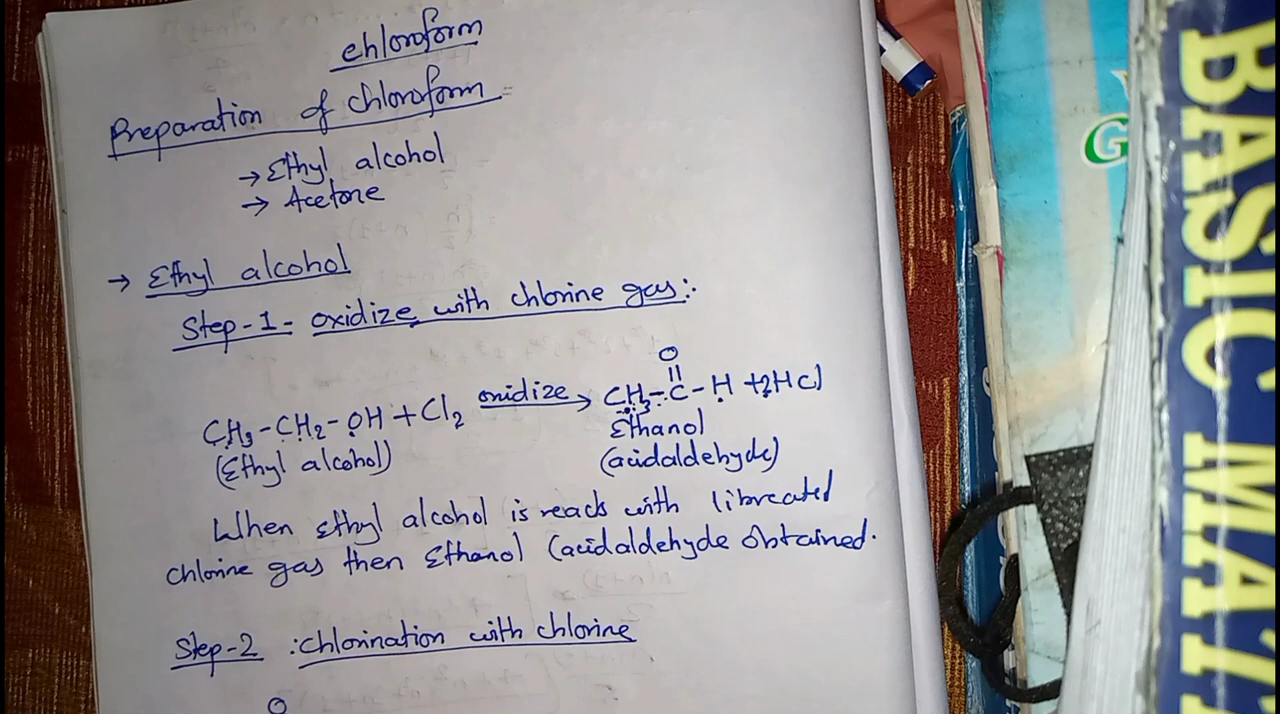 chloroform
Preparation of chloroform :-
→ Ethyl alcohol
→ Acetone
→ Ethyl alcohol
Step-1- oxidize with chlorine gas:-
O
||
CH3-CH2-OH + Cl2 oxidize → CH3-C-H + 2HCl
(Ethyl alcohol)
Ethanol
(acidaldehyde)
When Ethyl alcohol is reacts with libreated
chlorine gas then Ethanol (acidaldehyde obtained.
Step-2 : Chlorination with chlorine
O
G
BASIC MAT